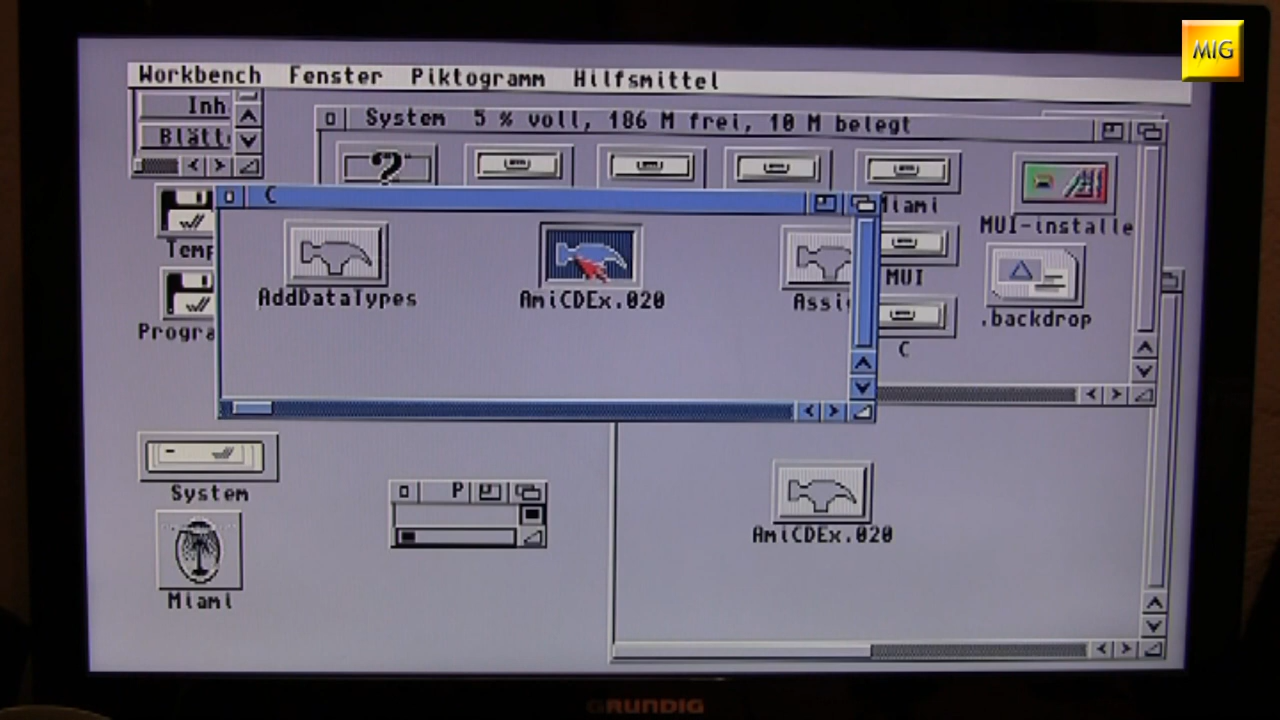 MIG
Workbench Fenster Piktogramm Hilfsmittel
Inh
Blätt
System 5 % voll, 186 M frei, 10 M belegt
C
Miami
MUI-installe
Temp
AddDataTypes
AmiCDEx.020
Assi
MUI
.backdrop
Progra
C
System
P
AmiCDEx.020
Miami
GRUNDIG